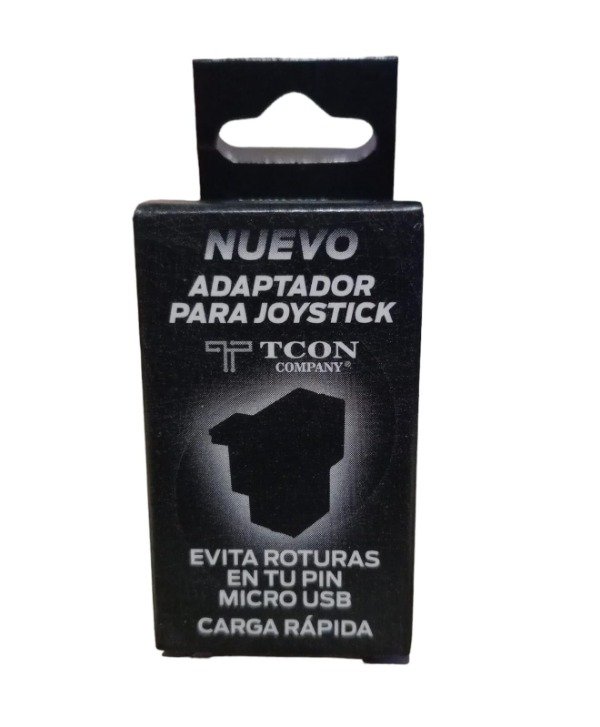 NUEVO
ADAPTADOR
PARA JOYSTICK
TCON
COMPANY®
EVITA ROTURAS
EN TU PIN
MICRO USB
CARGA RÁPIDA